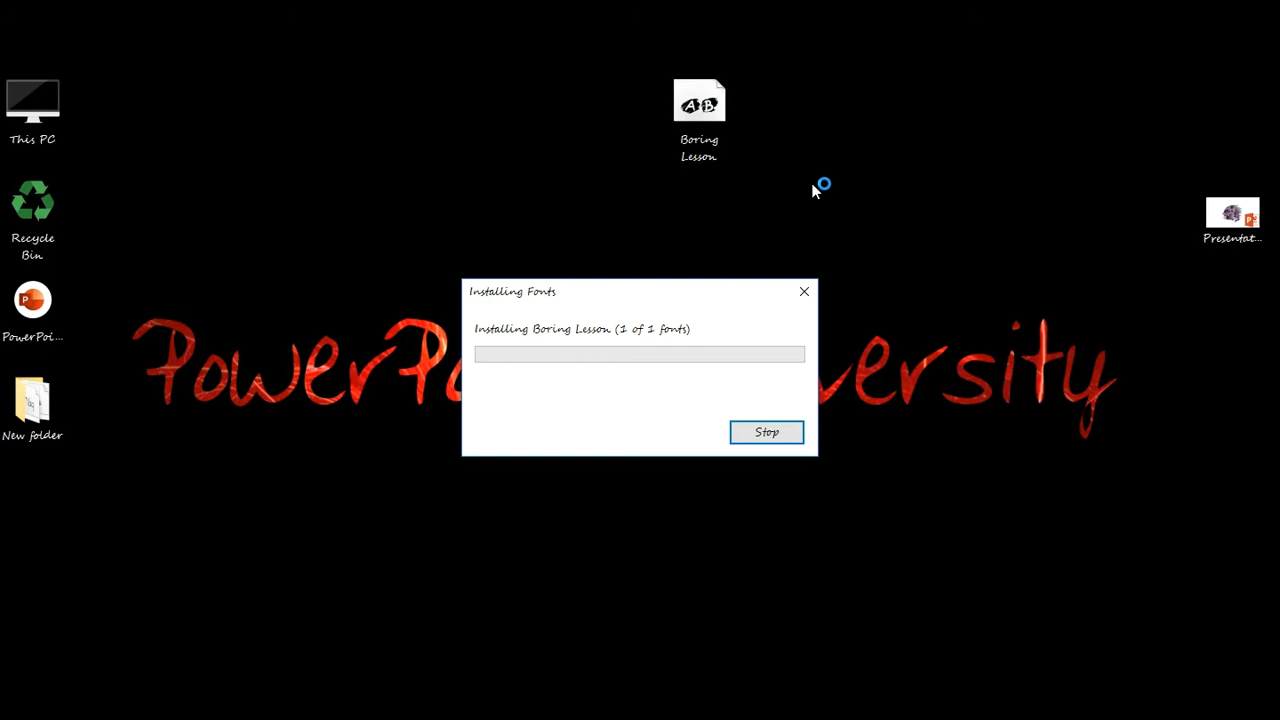 This PC
Recycle
Bin
PowerPoi...
New folder
AB
Boring
Lesson
Presentat...
Installing Fonts
Installing Boring Lesson (1 of 1 fonts)
Stop
PowerP
versity